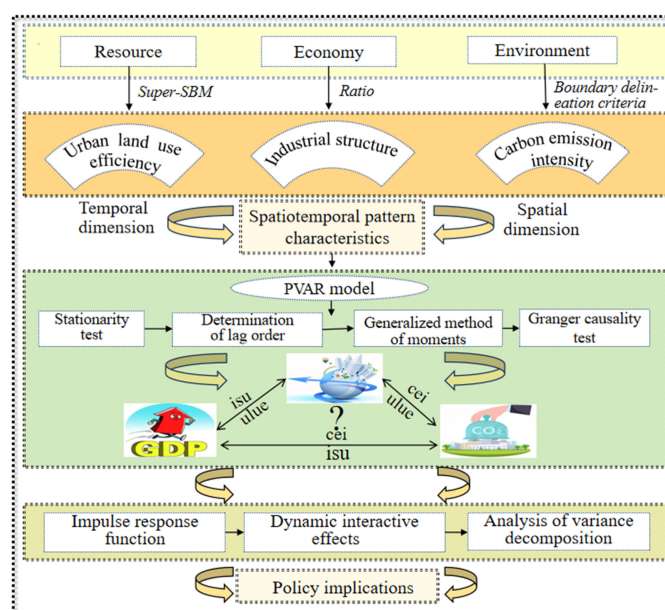 Resource
Economy
Environment
Super-SBM
Ratio
Boundary delin-
eation criteria
Urban land use
efficiency
Industrial structure
Carbon emission
intensity
Temporal
dimension
Spatiotemporal pattern
characteristics
Spatial
dimension
PVAR model
Stationarity
test
Determination
of lag order
Generalized method
of moments
Granger causality
test
isu
ulue
cei
ulue
?
cei
isu
GDP
CO2
Impulse response
function
Dynamic interactive
effects
Analysis of variance
decomposition
Policy implications